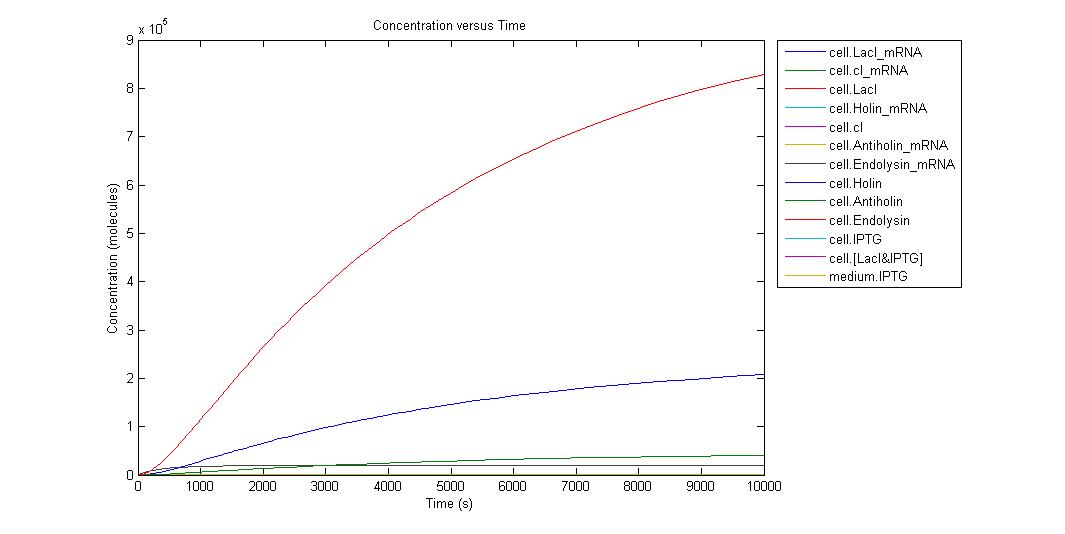 Concentration versus Time
x 10^5
9
8
7
6
5
4
3
2
1
0
Concentration (molecules)
0 1000 2000 3000 4000 5000 6000 7000 8000 9000 10000
Time (s)
cell.LacI_mRNA
cell.cI_mRNA
cell.LacI
cell.Holin_mRNA
cell.cI
cell.Antiholin_mRNA
cell.Endolysin_mRNA
cell.Holin
cell.Antiholin
cell.Endolysin
cell.IPTG
cell.[LacI&IPTG]
medium.IPTG